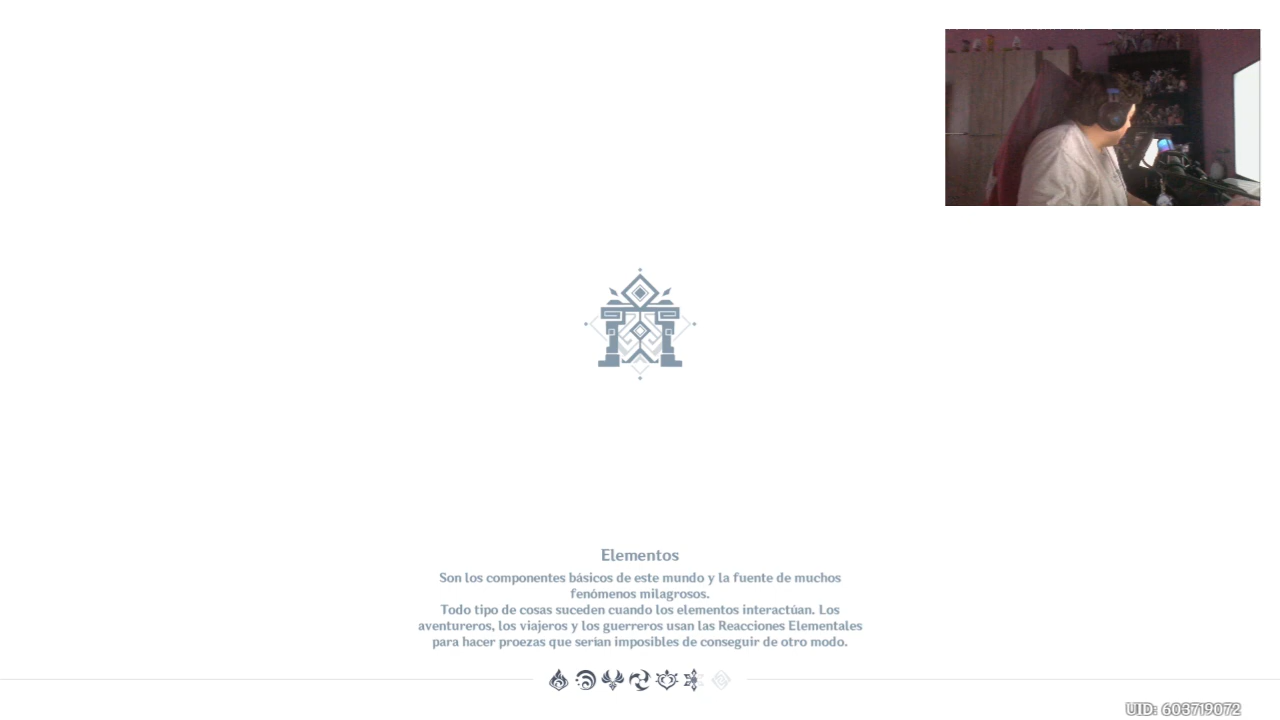 Elementos
Son los componentes básicos de este mundo y la fuente de muchos
fenómenos milagrosos.
Todo tipo de cosas suceden cuando los elementos interactúan. Los
aventureros, los viajeros y los guerreros usan las Reacciones Elementales
para hacer proezas que serían imposibles de conseguir de otro modo.
UID: 603719072